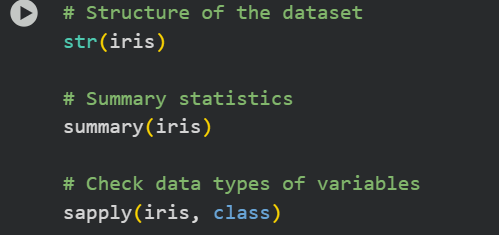 # Structure of the dataset
str(iris)
# Summary statistics
summary(iris)
# Check data types of variables
sapply(iris, class)